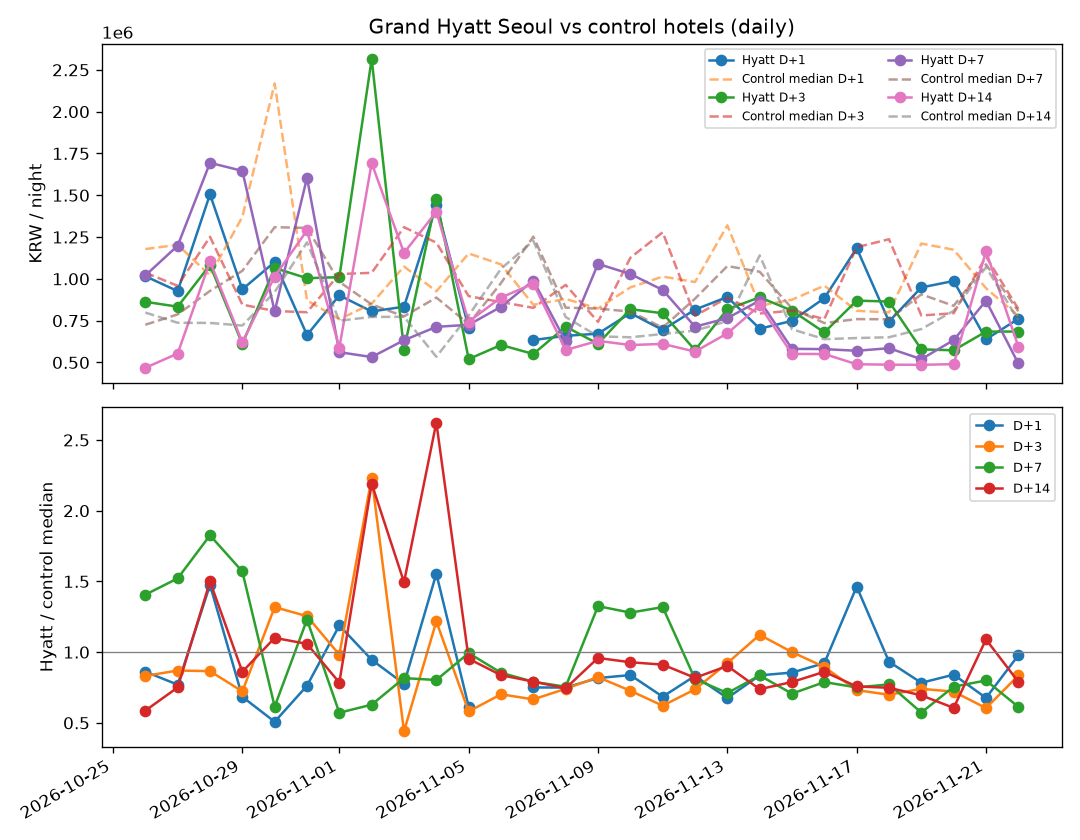 Grand Hyatt Seoul vs control hotels (daily)
1e6
KRW / night
2.25
2.00
1.75
1.50
1.25
1.00
0.75
0.50
Hyatt D+1
Control median D+1
Hyatt D+3
Control median D+3
Hyatt D+7
Control median D+7
Hyatt D+14
Control median D+14
Hyatt / control median
2.5
2.0
1.5
1.0
0.5
D+1
D+3
D+7
D+14
2026-10-25
2026-10-29
2026-11-01
2026-11-05
2026-11-09
2026-11-13
2026-11-17
2026-11-21